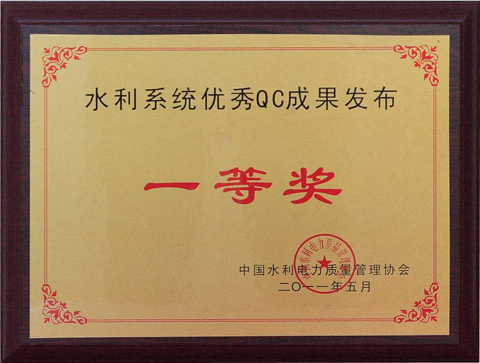 水利系统优秀QC成果发布
一等奖
中国水利电力质量管理协会
二〇一一年五月